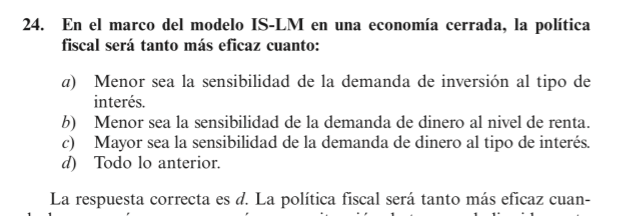 24. En el marco del modelo IS-LM en una economía cerrada, la política
fiscal será tanto más eficaz cuanto:
a) Menor sea la sensibilidad de la demanda de inversión al tipo de
interés.
b) Menor sea la sensibilidad de la demanda de dinero al nivel de renta.
c) Mayor sea la sensibilidad de la demanda de dinero al tipo de interés.
d) Todo lo anterior.
La respuesta correcta es d. La política fiscal será tanto más eficaz cuan-